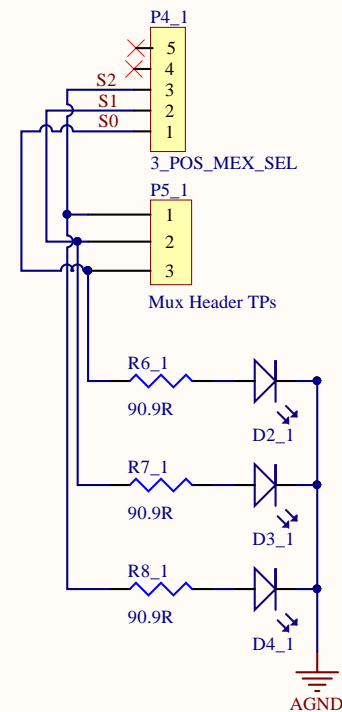 P4_1
5
4
S2 3
S1 2
S0 1
3_POS_MEX_SEL
P5_1
1
2
3
Mux Header TPs
R6_1
90.9R
D2_1
R7_1
90.9R
D3_1
R8_1
90.9R
D4_1
AGND